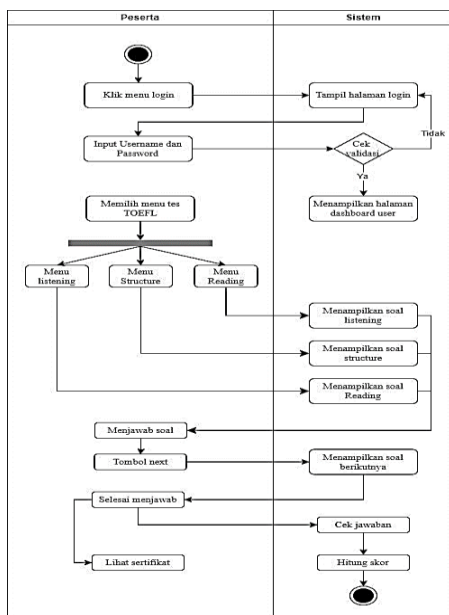 Peserta
Sistem
Klik menu login
Tampil halaman login
Tidak
Input Username dan
Password
Cek
validasi
Ya
Memilih menu tes
TOEFL
Menampilkan halaman
dashboard user
Menu
listening
Menu
Structure
Menu
Reading
Menampilkan soal
listening
Menampilkan soal
structure
Menampilkan soal
Reading
Menjawab soal
Tombol next
Menampilkan soal
berikutnya
Selesai menjawab
Cek jawaban
Lihat sertifikat
Hitung skor